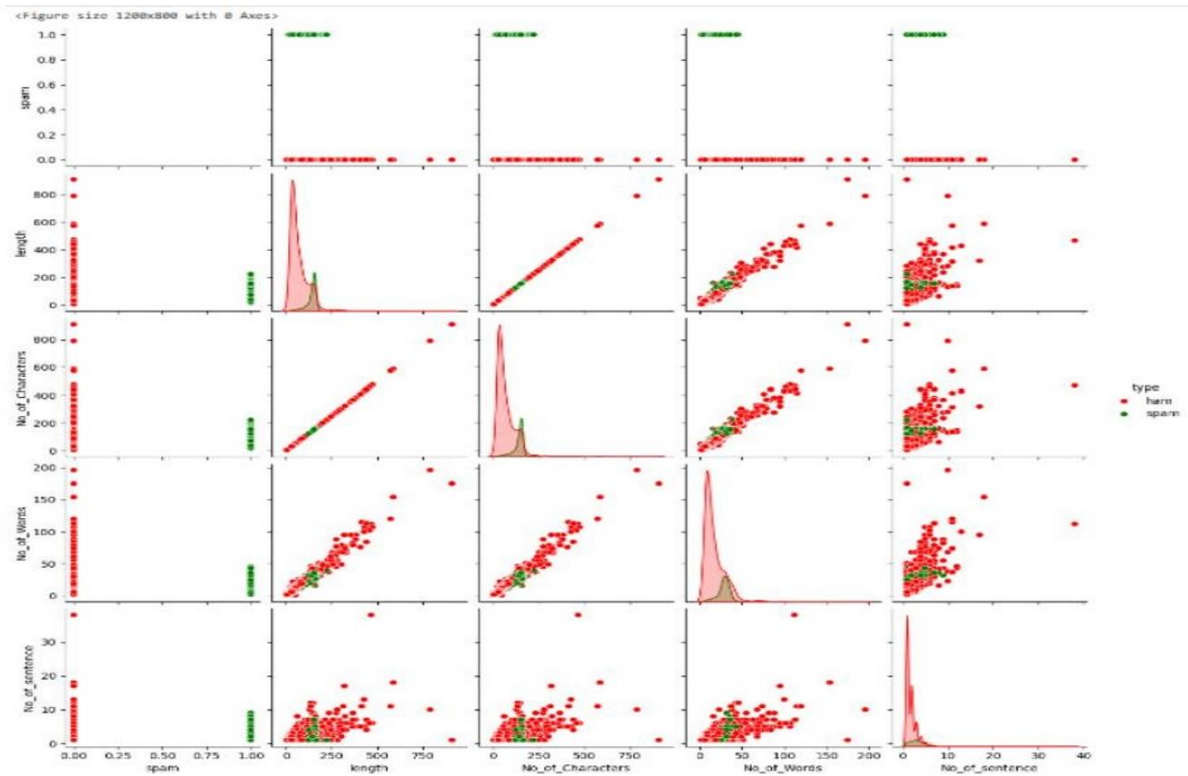 <Figure size 1200x800 with 0 Axes>
1.0
0.8
0.6
0.4
0.2
0.0
spam
800
600
400
200
0
length
800
600
400
200
0
No_of_Characters
type
ham
spam
200
150
100
50
0
No_of_Words
30
20
10
0
No_of_sentence
0.00 0.25 0.50 0.75 1.00 0 250 500 750 0 250 500 750 0 50 100 150 200 0 10 20 30 40
spam length No_of_Characters No_of_Words No_of_sentence